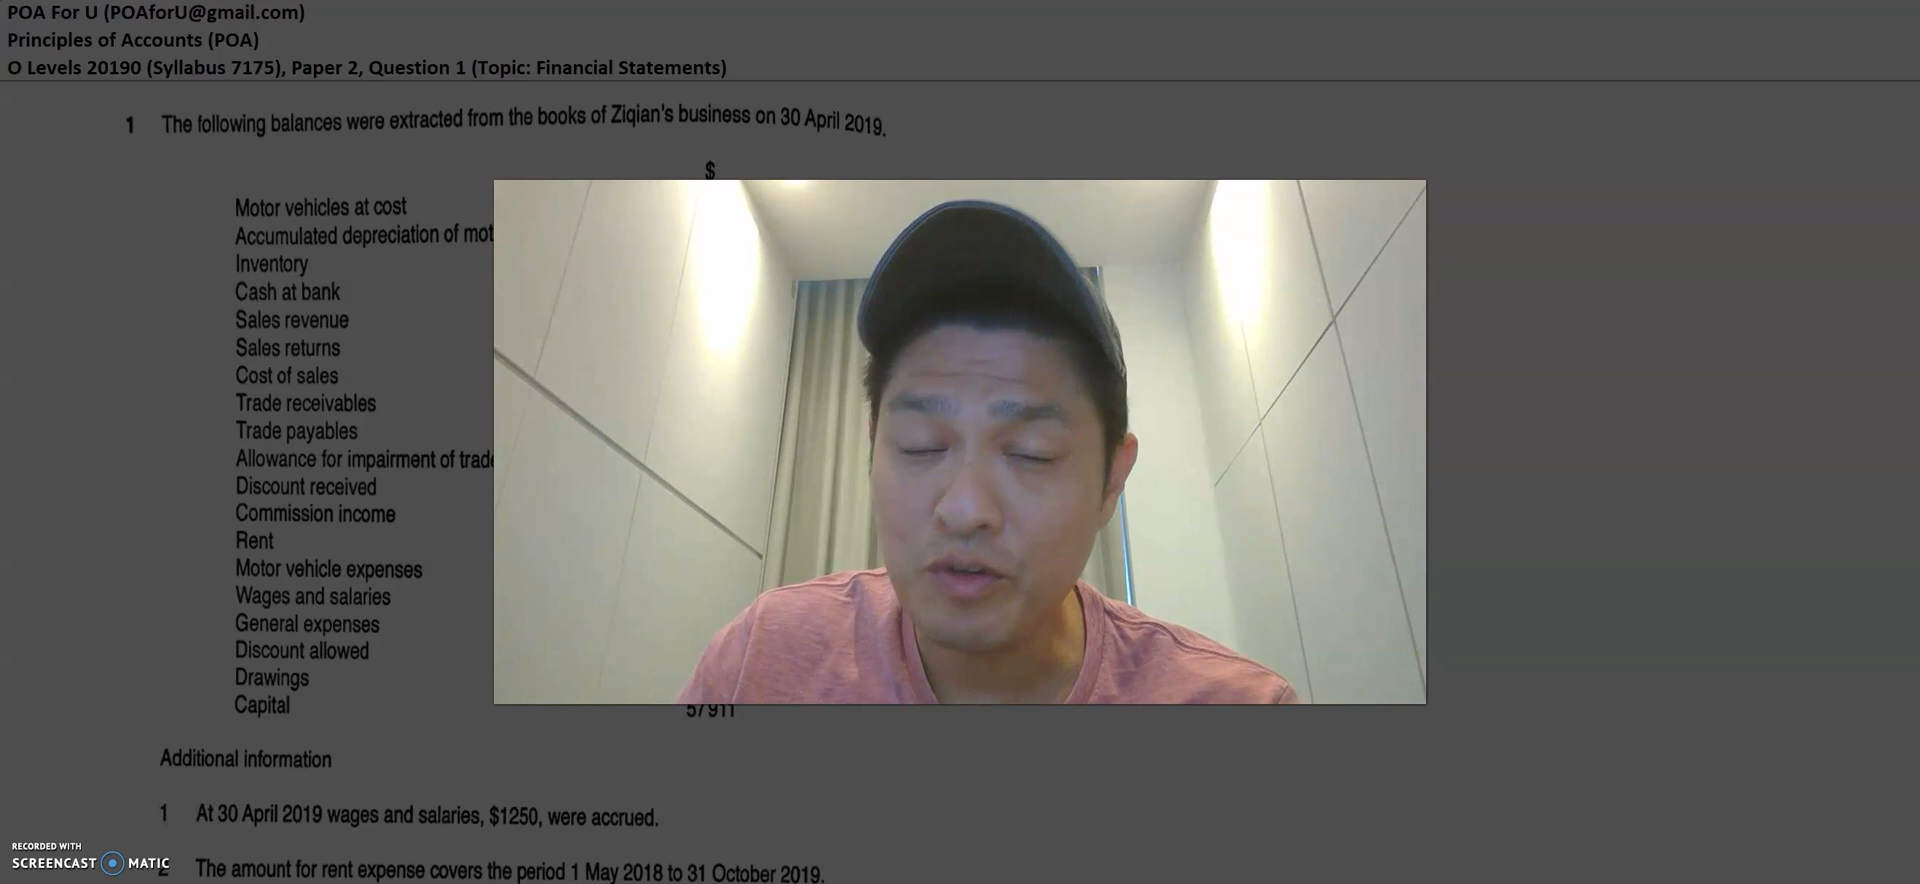 POA For U (POAforU@gmail.com)
Principles of Accounts (POA)
O Levels 20190 (Syllabus 7175), Paper 2, Question 1 (Topic: Financial Statements)
1 The following balances were extracted from the books of Ziqian's business on 30 April 2019.
$
Motor vehicles at cost
Accumulated depreciation of
Inventory
Cash at bank
Sales revenue
Sales returns
Cost of sales
Trade receivables
Trade payables
Allowance for impairment of
Discount received
Commission income
Rent
Motor vehicle expenses
Wages and salaries
General expenses
Discount allowed
Drawings
Capital 57 911
Additional information
1 At 30 April 2019 wages and salaries, $1250, were accrued.
2 The amount for rent expense covers the period 1 May 2018 to 31 October 2019.
RECORDED WITH
SCREENCAST MATIC